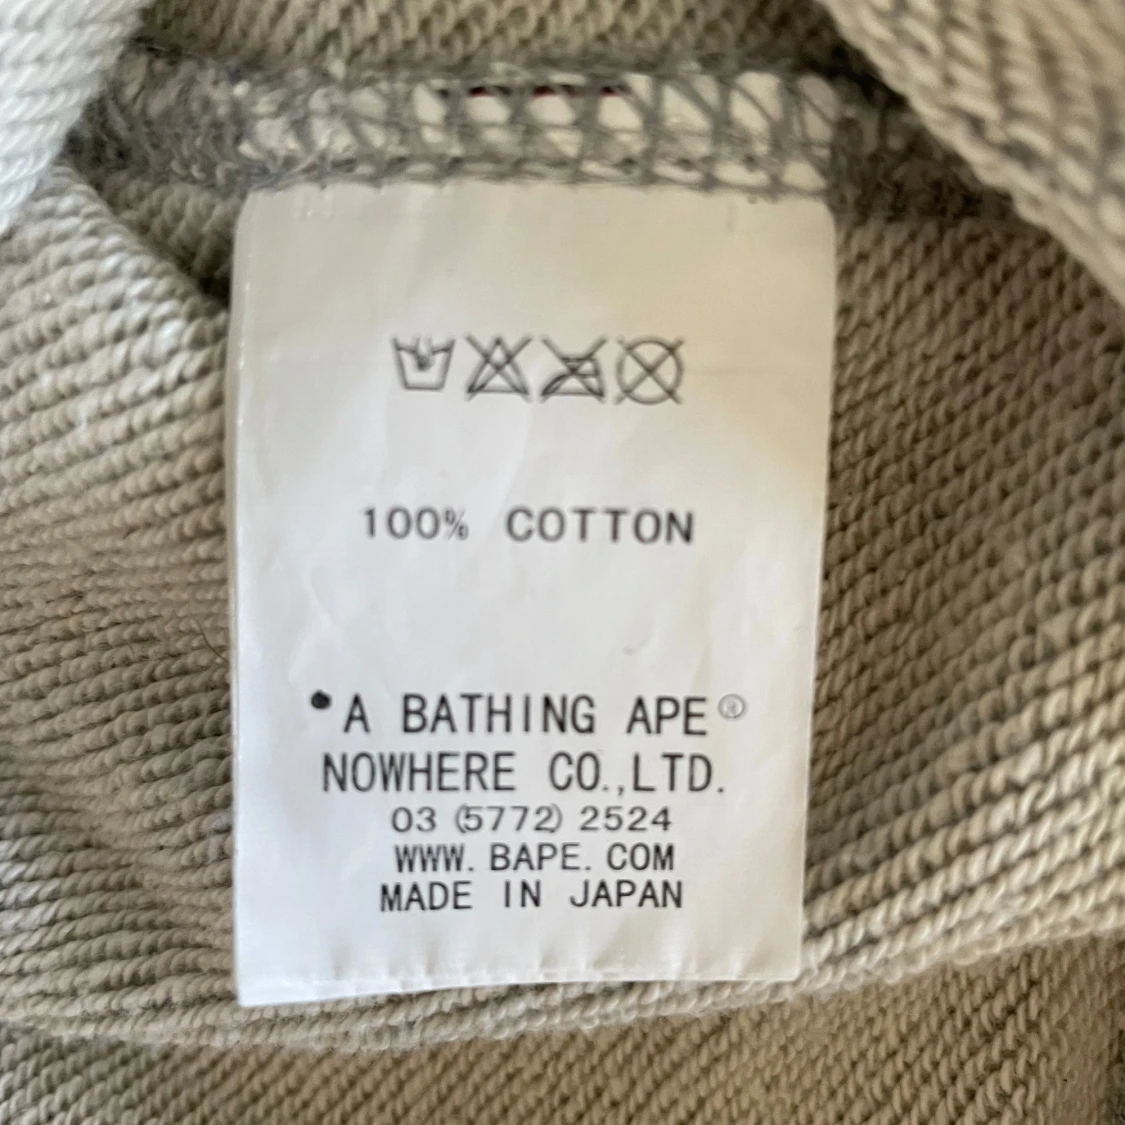 100% COTTON
A BATHING APE®
NOWHERE CO.,LTD.
03 (5772) 2524
WWW. BAPE. COM
MADE IN JAPAN